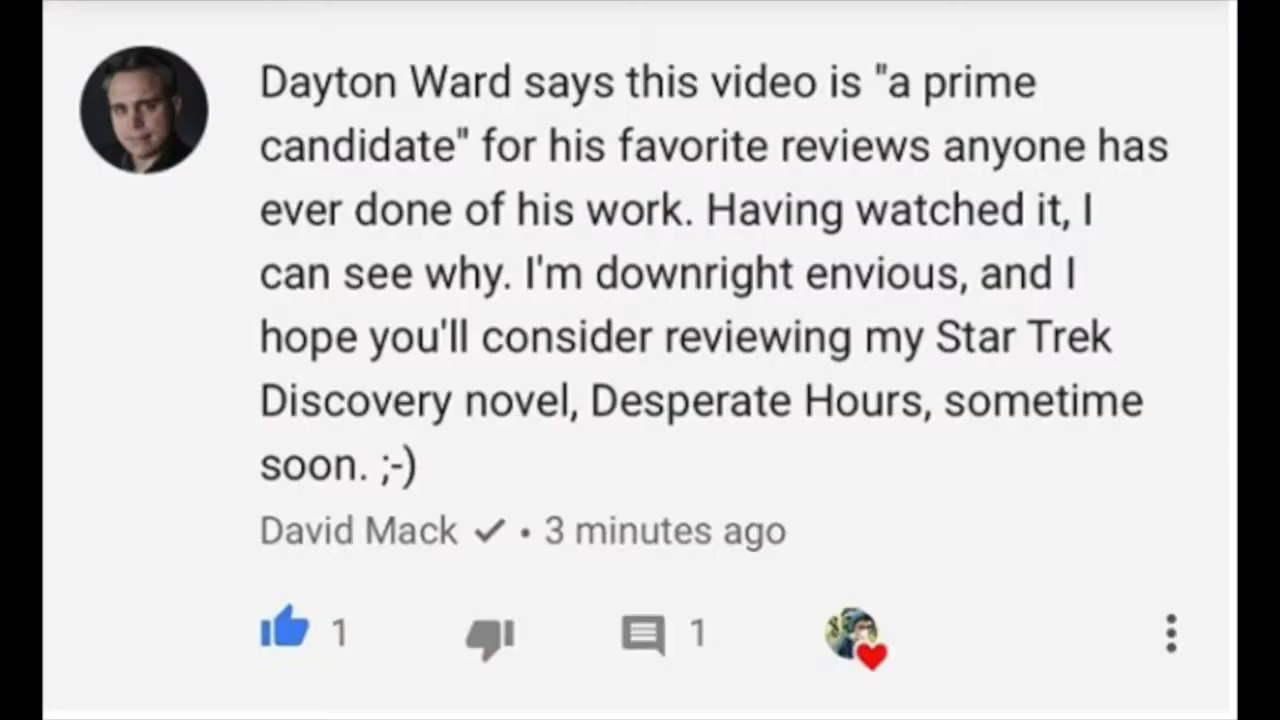 Dayton Ward says this video is "a prime
candidate" for his favorite reviews anyone has
ever done of his work. Having watched it, I
can see why. I'm downright envious, and I
hope you'll consider reviewing my Star Trek
Discovery novel, Desperate Hours, sometime
soon. ;-)
David Mack ✓ • 3 minutes ago
1 1